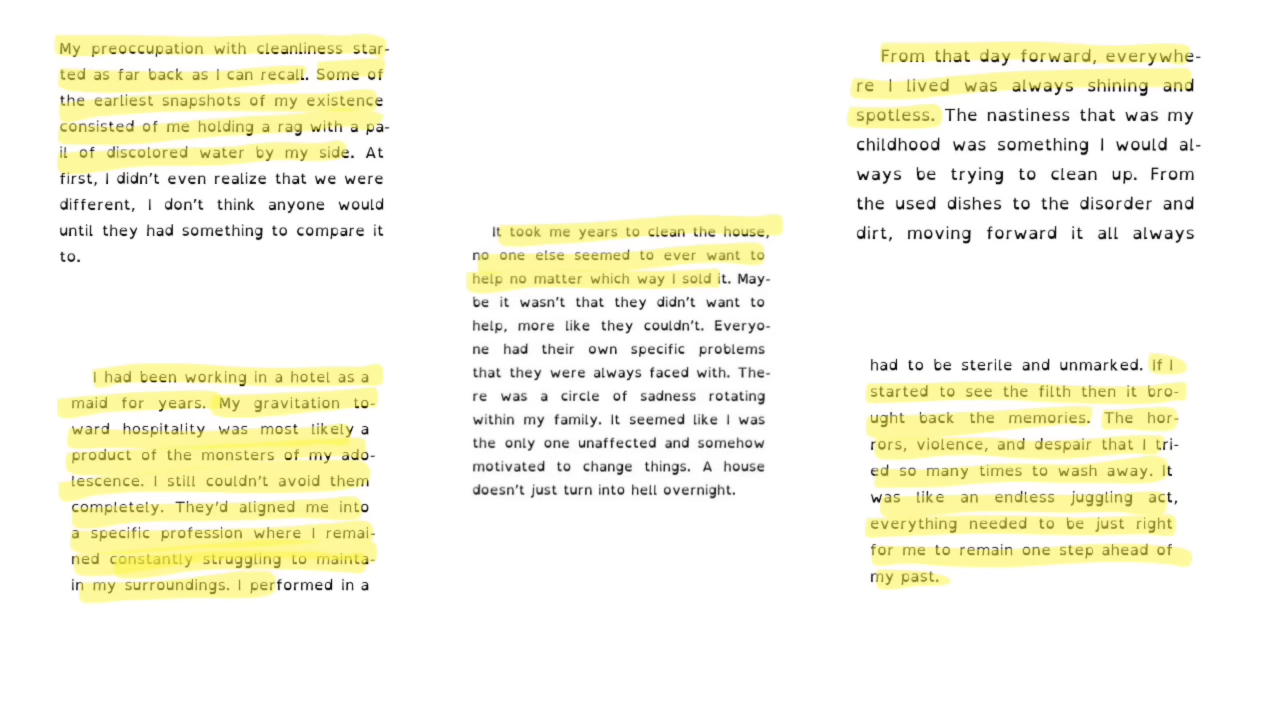 My preoccupation with cleanliness star-
ted as far back as I can recall. Some of
the earliest snapshots of my existence
consisted of me holding a rag with a pa-
il of discolored water by my side. At
first, I didn't even realize that we were
different, I don't think anyone would
until they had something to compare it
to.
I had been working in a hotel as a
maid for years. My gravitation to-
ward hospitality was most likely a
product of the monsters of my ado-
lescence. I still couldn't avoid them
completely. They'd aligned me into
a specific profession where I remai-
ned constantly struggling to mainta-
in my surroundings. I performed in a
It took me years to clean the house,
no one else seemed to ever want to
help no matter which way I sold it. May-
be it wasn't that they didn't want to
help, more like they couldn't. Everyo-
ne had their own specific problems
that they were always faced with. The-
re was a circle of sadness rotating
within my family. It seemed like I was
the only one unaffected and somehow
motivated to change things. A house
doesn't just turn into hell overnight.
From that day forward, everywhe-
re I lived was always shining and
spotless. The nastiness that was my
childhood was something I would al-
ways be trying to clean up. From
the used dishes to the disorder and
dirt, moving forward it all always
had to be sterile and unmarked. If I
started to see the filth then it bro-
ught back the memories. The hor-
rors, violence, and despair that I tri-
ed so many times to wash away. It
was like an endless juggling act,
everything needed to be just right
for me to remain one step ahead of
my past.